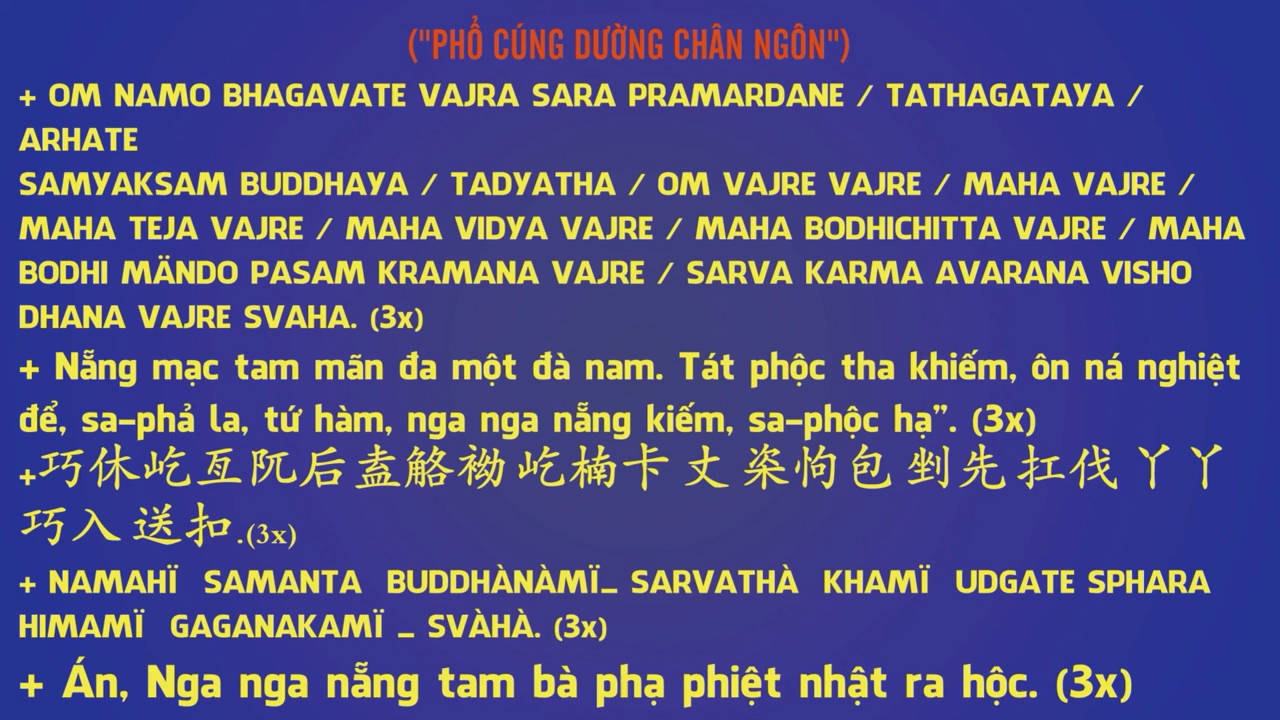 ("PHỔ CÚNG DƯỜNG CHÂN NGÔN")
+ OM NAMO BHAGAVATE VAJRA SARA PRAMARDANE / TATHAGATAYA /
ARHATE
SAMYAKSAM BUDDHAYA / TADYATHA / OM VAJRE VAJRE / MAHA VAJRE /
MAHA TEJA VAJRE / MAHA VIDYA VAJRE / MAHA BODHICHITTA VAJRE / MAHA
BODHI MÄNDO PASAM KRAMANA VAJRE / SARVA KARMA AVARANA VISHO
DHANA VAJRE SVAHA. (3x)
+ Nẵng mạc tam mãn đa một đà nam. Tát phộc tha khiếm, ôn ná nghiệt
để, sa-phả la, tứ hàm, nga nga nẵng kiếm, sa-phộc hạ”. (3x)
+巧休屹亙阢后盍觡袎 屹楠卡 丈 栥怐包 剉先 扛伐 丫丫
巧入 送扣.(3x)
+ NAMAHÏ SAMANTA BUDDHÀNÀMÏ_ SARVATHÀ KHAMÏ UDGATE SPHARA
HIMAMÏ GAGANAKAMÏ _ SVÀHÀ. (3x)
+ Án, Nga nga nẵng tam bà phạ phiệt nhật ra hộc. (3x)